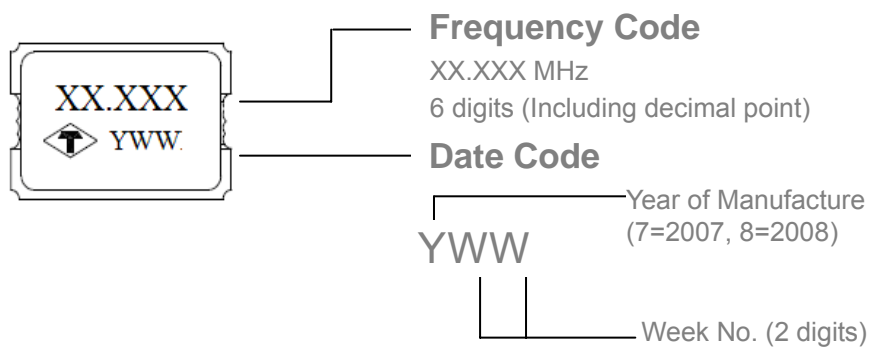 XX.XXX
YWW.
Frequency Code
XX.XXX MHz
6 digits (Including decimal point)
Date Code
Year of Manufacture
(7=2007, 8=2008)
YWW
Week No. (2 digits)